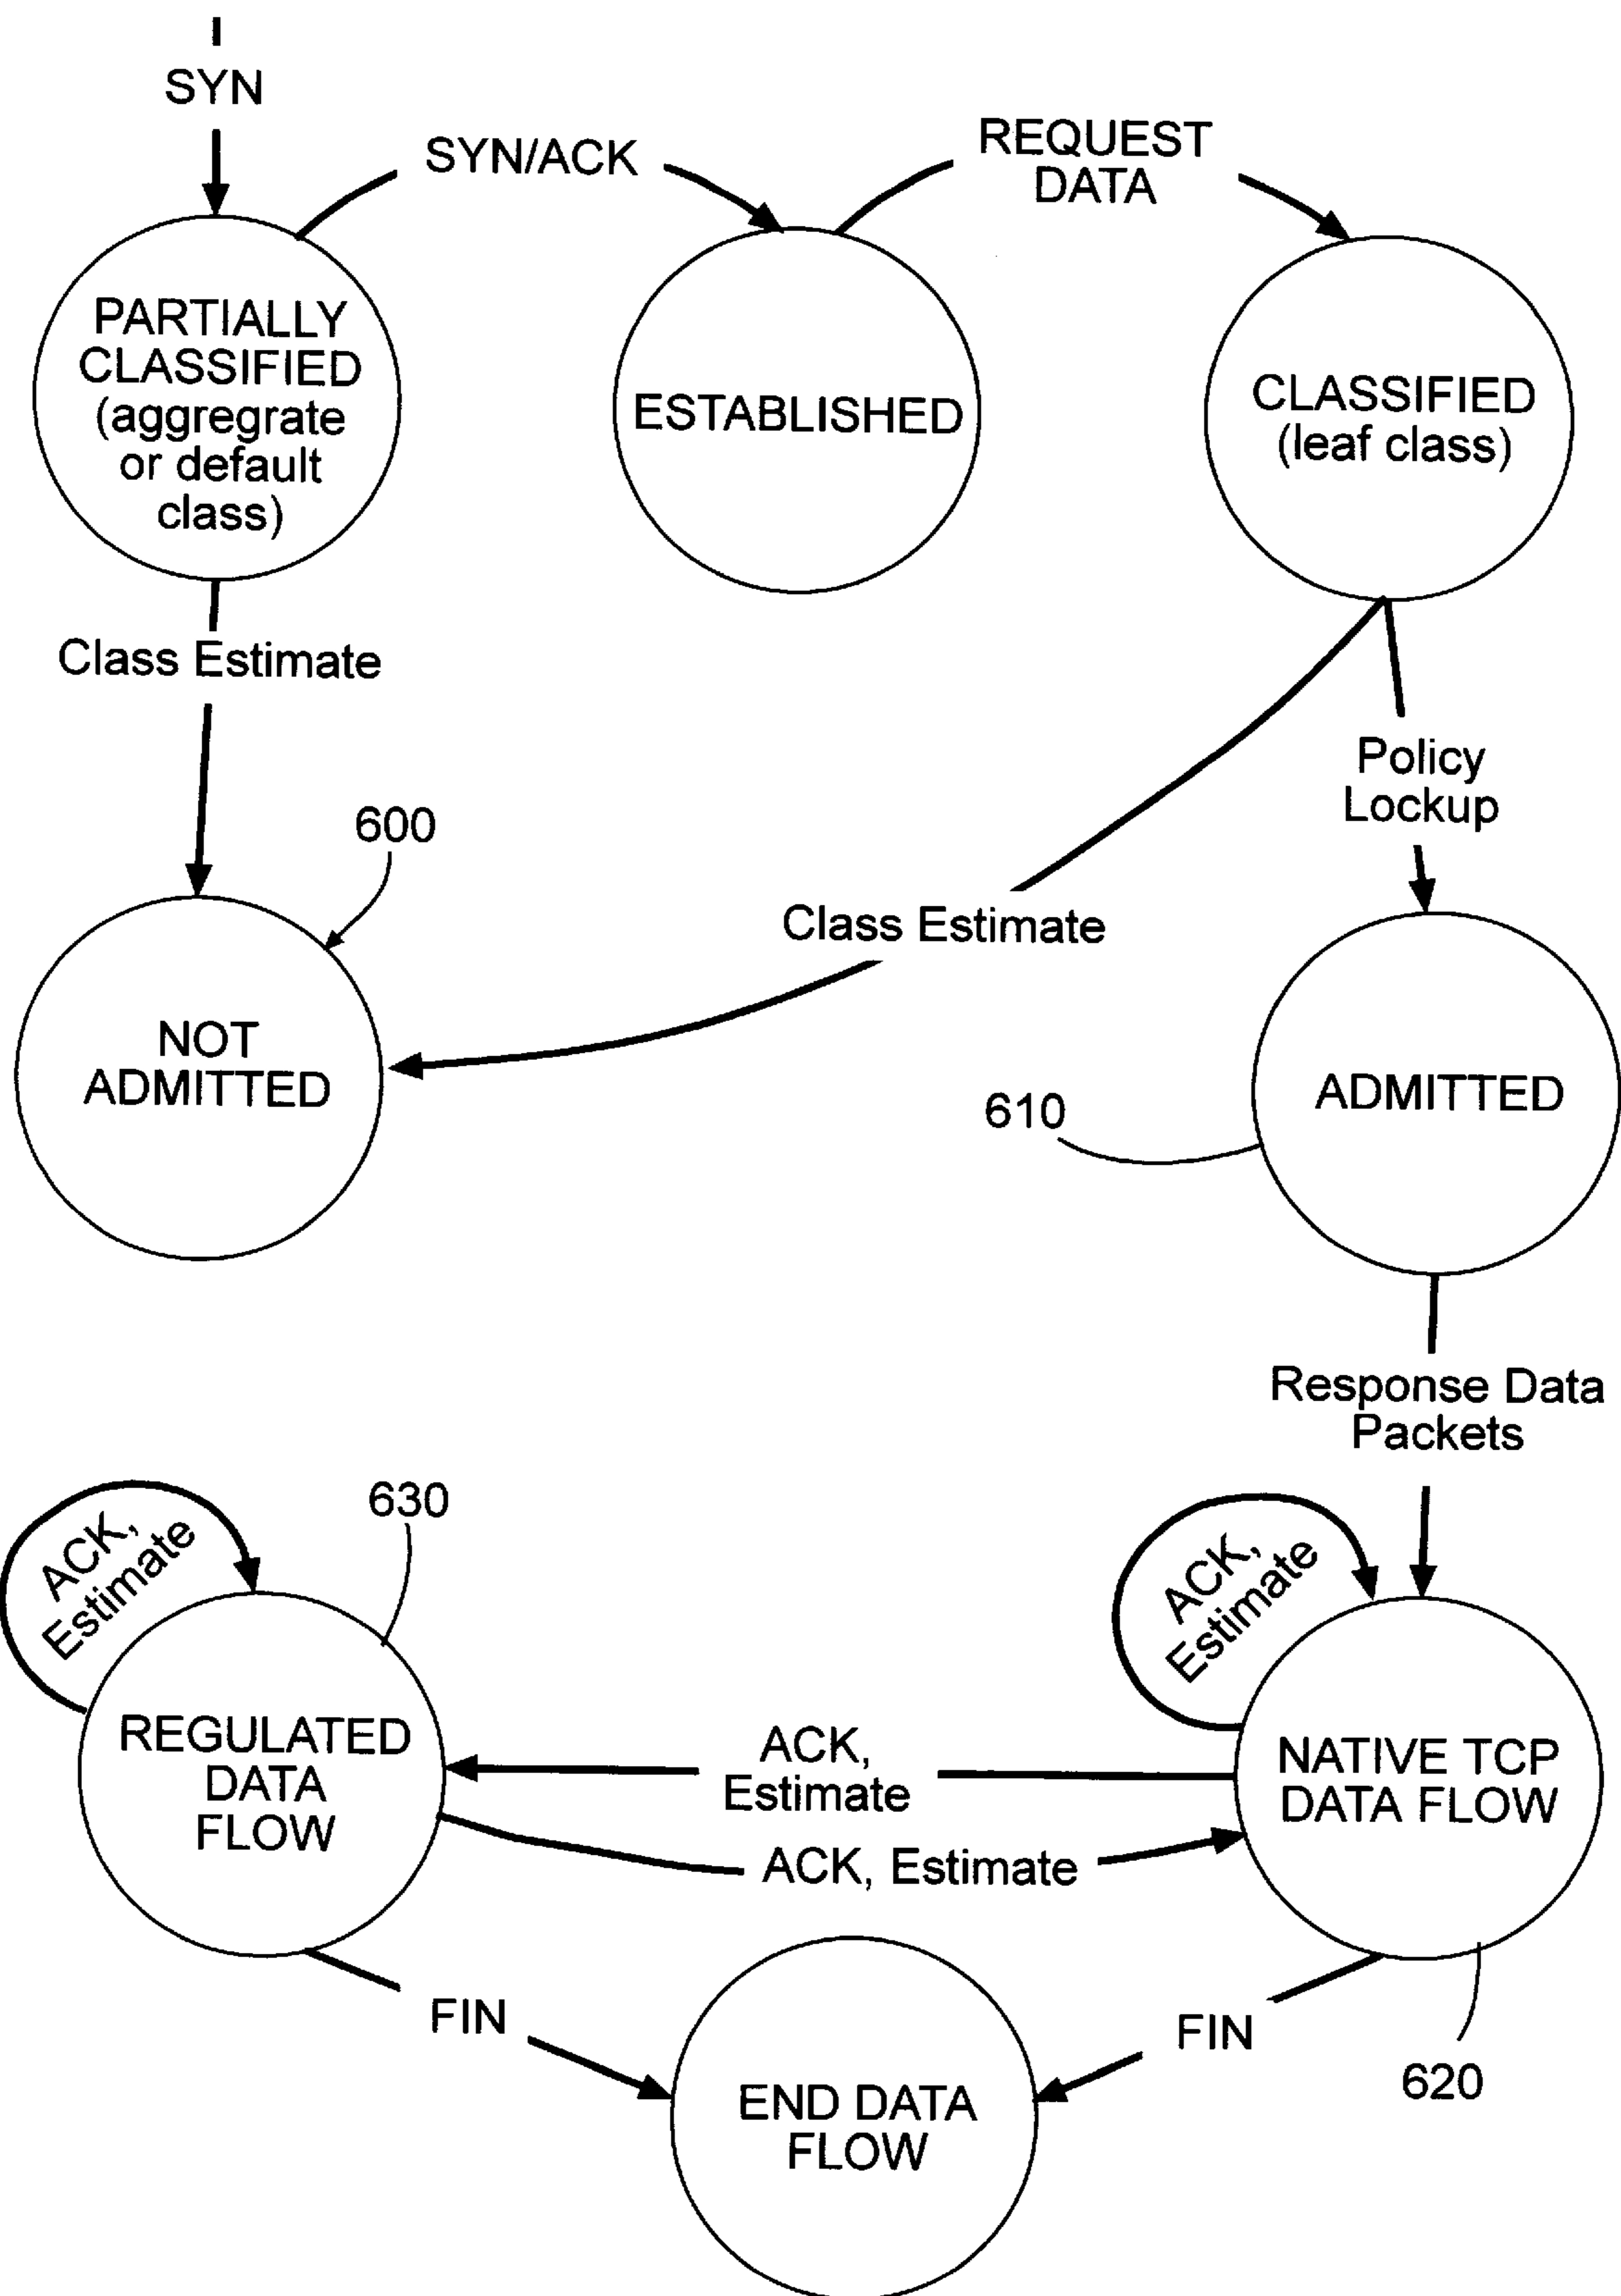 SYN
SYN/ACK
REQUEST
DATA
PARTIALLY
CLASSIFIED
(aggregrate
or default
class)
ESTABLISHED
CLASSIFIED
(leaf class)
Class Estimate
Policy
Lockup
600
Class Estimate
NOT
ADMITTED
610
ADMITTED
Response Data
Packets
630
ACK,
Estimate
ACK,
Estimate
REGULATED
DATA
FLOW
ACK,
Estimate
NATIVE TCP
DATA FLOW
ACK, Estimate
FIN
FIN
620
END DATA
FLOW